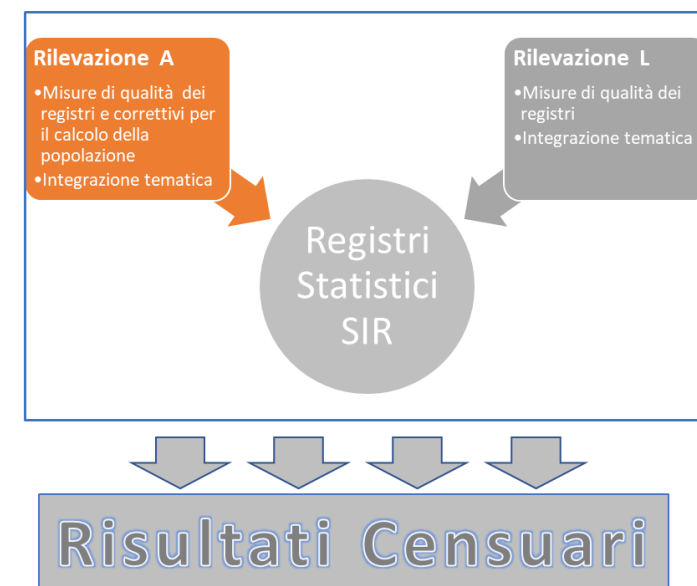 Rilevazione A
•Misure di qualità dei
registri e correttivi per
il calcolo della
popolazione
•Integrazione tematica
Rilevazione L
•Misure di qualità dei
registri
•Integrazione tematica
Registri
Statistici
SIR
Risultati Censuari